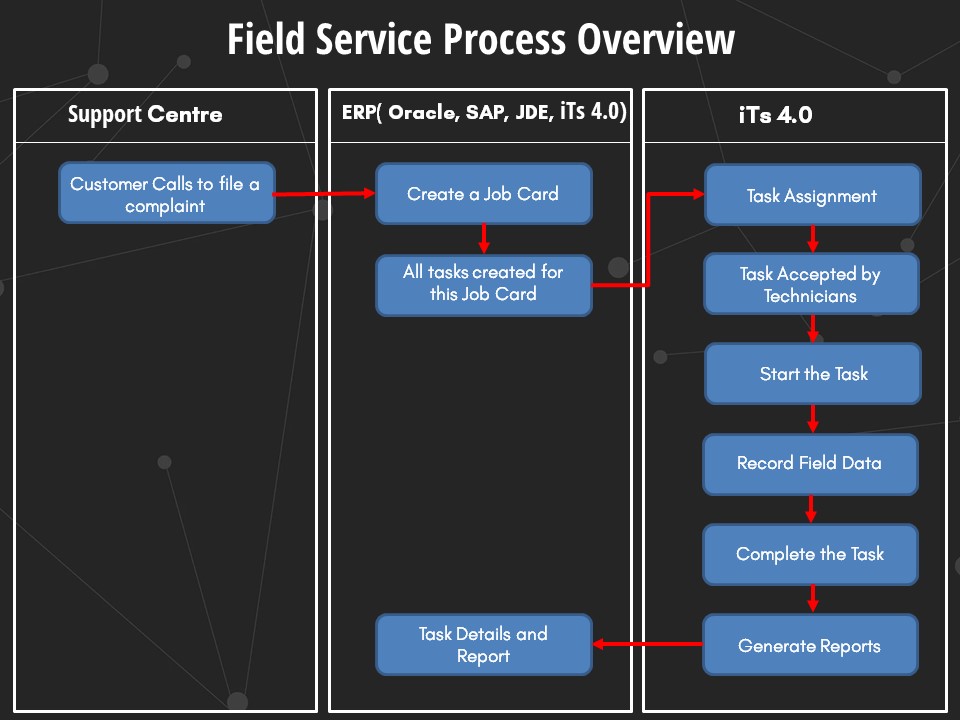 Field Service Process Overview
Support Centre
ERP( Oracle, SAP, JDE, iTs 4.0)
iTs 4.0
Customer Calls to file a
complaint
Create a Job Card
All tasks created for
this Job Card
Task Details and
Report
Task Assignment
Task Accepted by
Technicians
Start the Task
Record Field Data
Complete the Task
Generate Reports